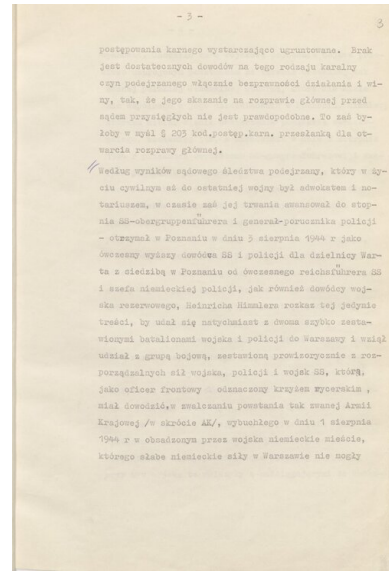 - 3 -
8
postępowania karnego wystarczająco ugruntowane. Brak
jest dostatecznych dowodów na tego rodzaju karalny
czyn podejrzanego włącznie bezprawności działania i wi-
ny, tak, że jego skazanie na rozprawie głównej przed
sądem przysięgłych nie jest prawdopodobne. To zaś by-
łoby w myśl § 203 kod.postęp.karn. przesłanką dla ot-
warcia rozprawy głównej.
Według wyników sądowego śledztwa podejrzany, który w ży-
ciu cywilnym aż do ostatniej wojny był adwokatem i no-
tariuszem, w czasie zaś jej trwania awansował do stop-
nia SS-obergruppenführera i generał-porucznika policji
- otrzymał w Poznaniu w dniu 3 sierpnia 1944 r jako
ówczesny wyższy dowódca SS i policji dla dzielnicy War-
ta z siedzibą w Poznaniu od ówczesnego reichsführera SS
i szefa niemieckiej policji, jak również dowódcy woj-
ska rezerwowego, Heinricha Himmlera rozkaz tej jedynie
treści, by udał się natychmiast z dwoma szybko zesta-
wionymi batalionami wojska i policji do Warszawy i wziął
udział z grupą bojową, zestawioną prowizorycznie z roz-
porządzalnych sił wojska, policji i wojsk SS, którą,
jako oficer frontowy odznaczony krzyżem rycerskim ,
miał dowodzić.w zwalczaniu powstania tak zwanej Armii
Krajowej /w skrócie AK/, wybuchłego w dniu 1 sierpnia
1944 r w obsadzonym przez wojska niemieckie mieście,
którego słabe niemieckie siły w Warszawie nie mogły